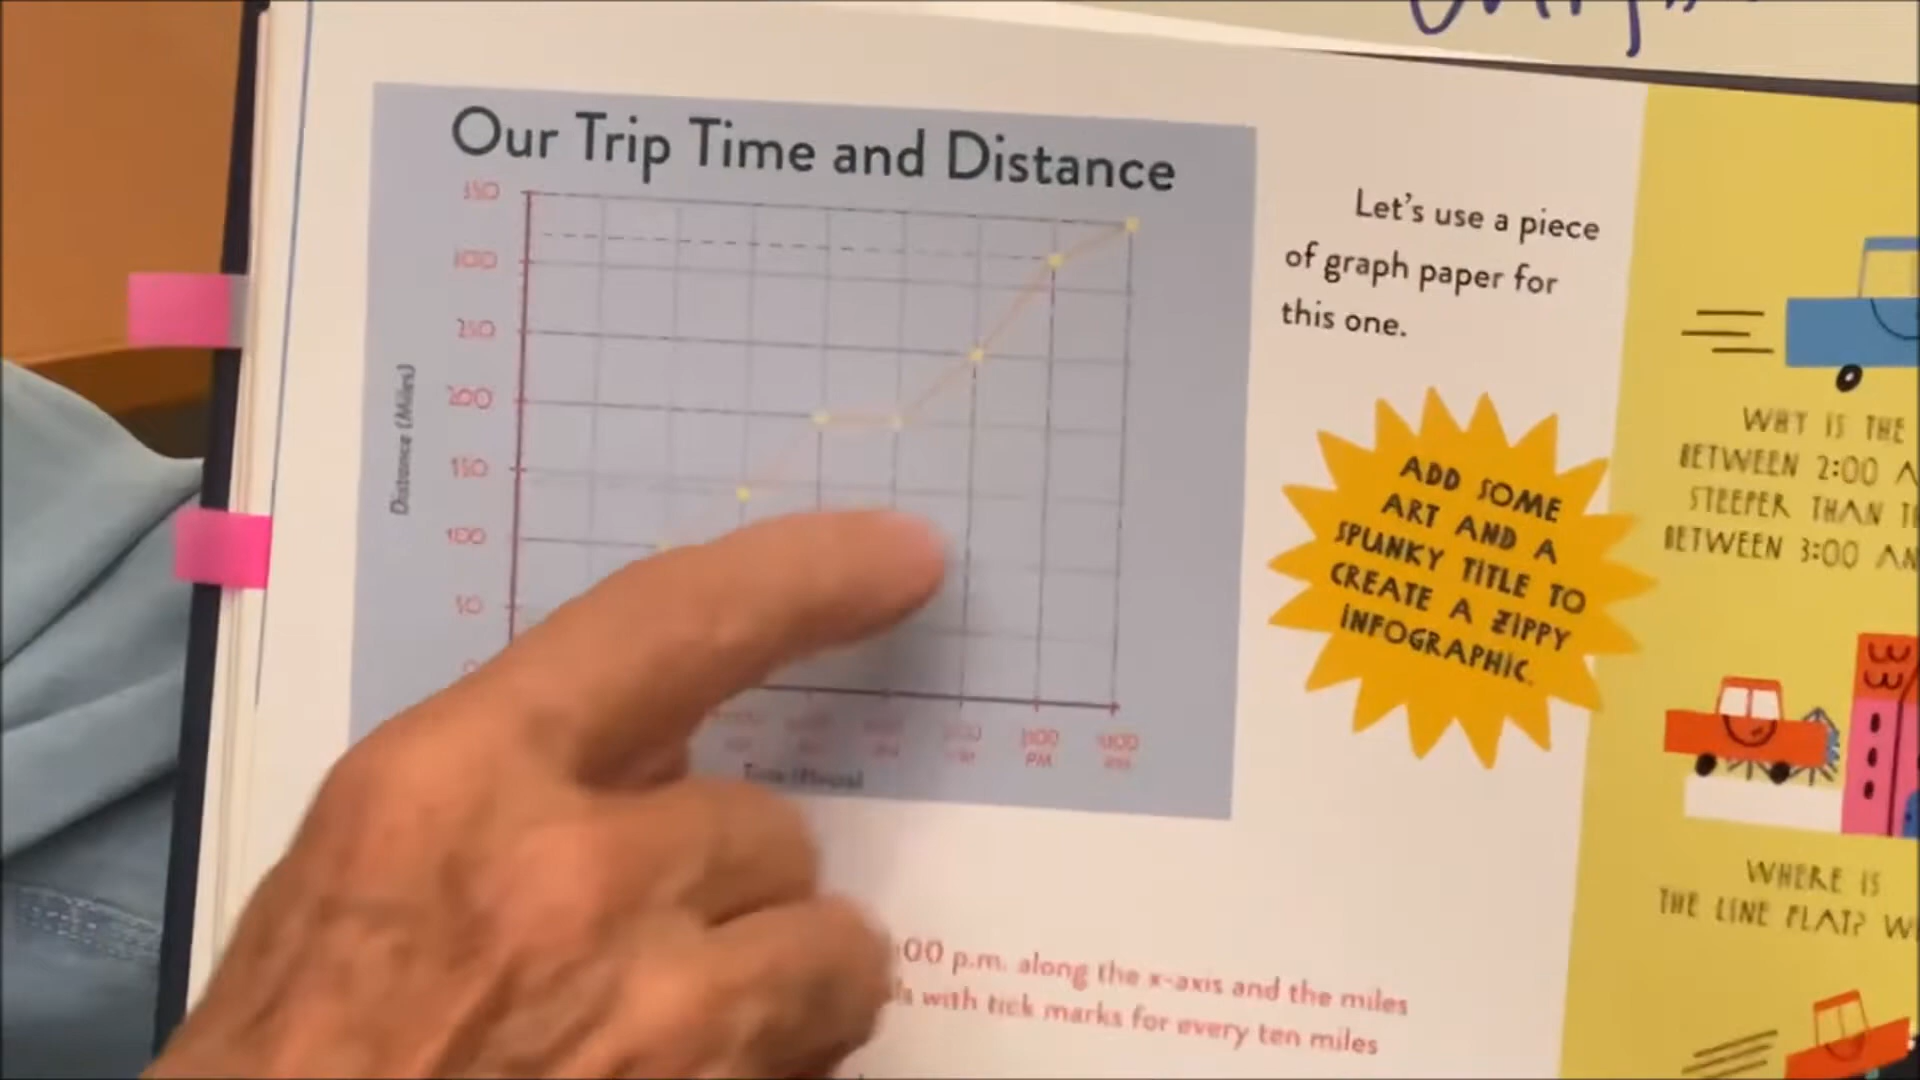 Our Trip Time and Distance
350
300
250
200
150
100
50
Distance (Miles)
PM
Time (Hours)
Let's use a piece
of graph paper for
this one.
ADD SOME
ART AND A
SPUNKY TITLE TO
CREATE A ZIPPY
INFOGRAPHIC.
WHY IS THE
BETWEEN 2:00
STEEPER THAN
BETWEEN 3:00
WHERE IS
THE LINE FLAT?
:00 p.m. along the x-axis and the miles
with tick marks for every ten miles